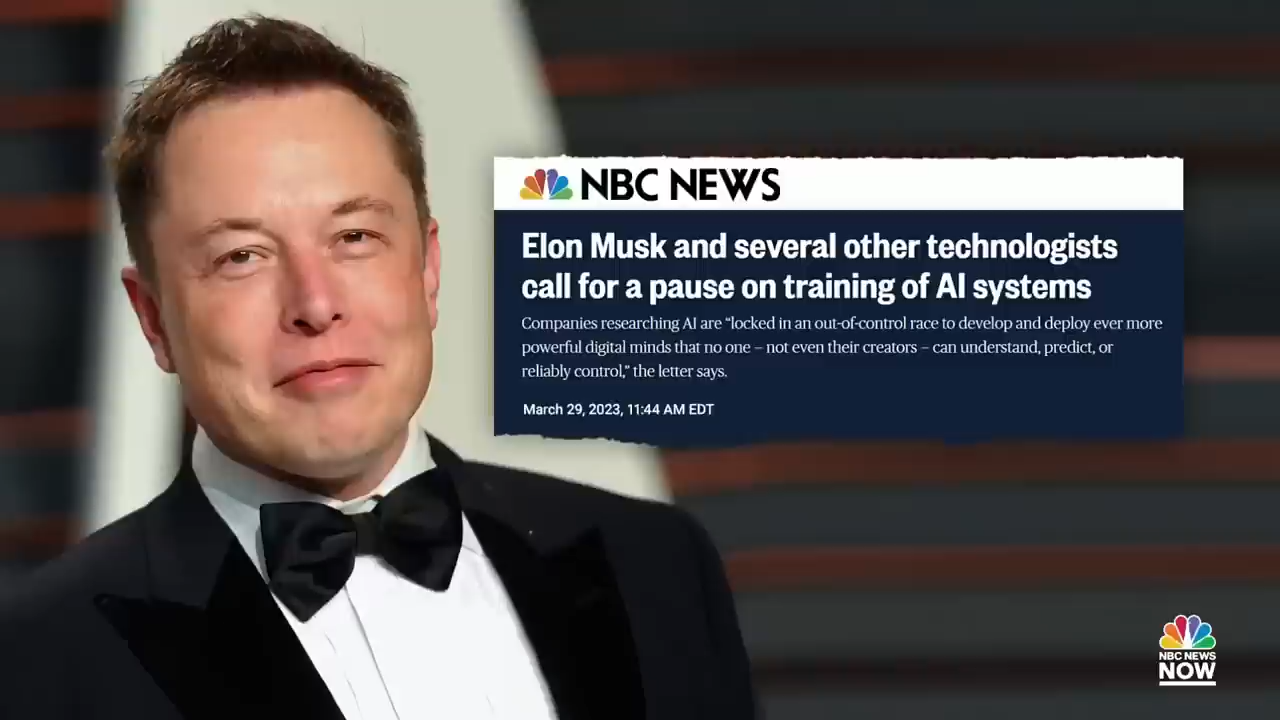 NBC NEWS
Elon Musk and several other technologists
call for a pause on training of AI systems
Companies researching AI are “locked in an out-of-control race to develop and deploy ever more
powerful digital minds that no one – not even their creators – can understand, predict, or
reliably control,” the letter says.
March 29, 2023, 11:44 AM EDT
NBC NEWS
NOW